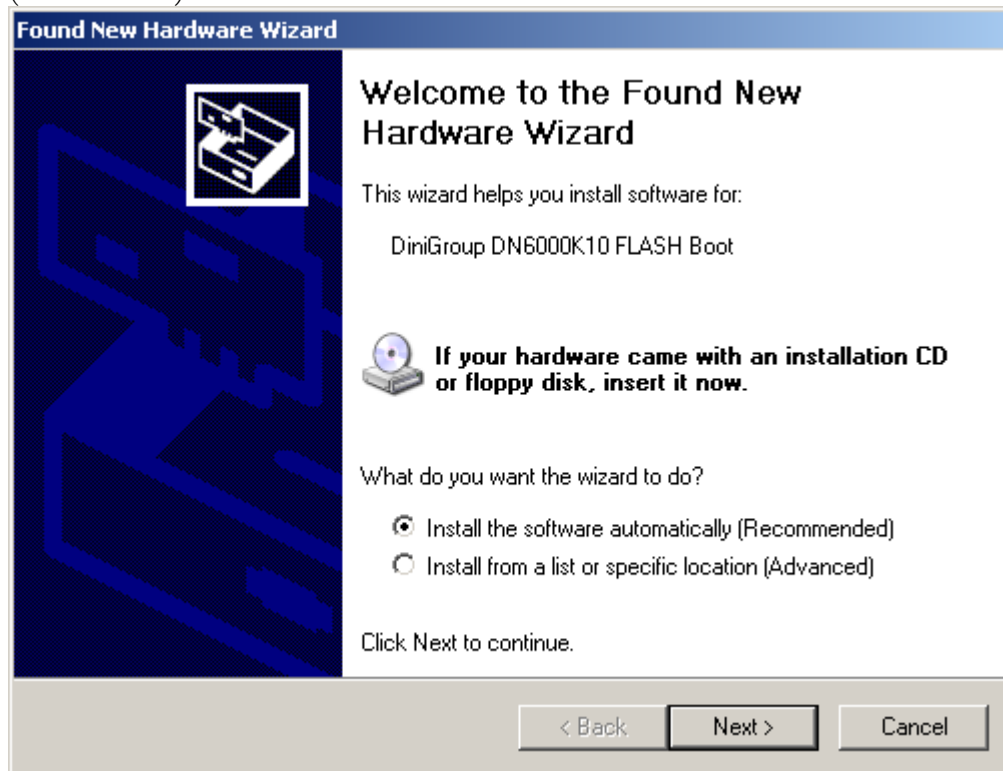 Found New Hardware Wizard
Welcome to the Found New
Hardware Wizard
This wizard helps you install software for:
DiniGroup DN6000K10 FLASH Boot
If your hardware came with an installation CD
or floppy disk, insert it now.
What do you want the wizard to do?
Install the software automatically (Recommended)
Install from a list or specific location (Advanced)
Click Next to continue.
< Back
Next >
Cancel